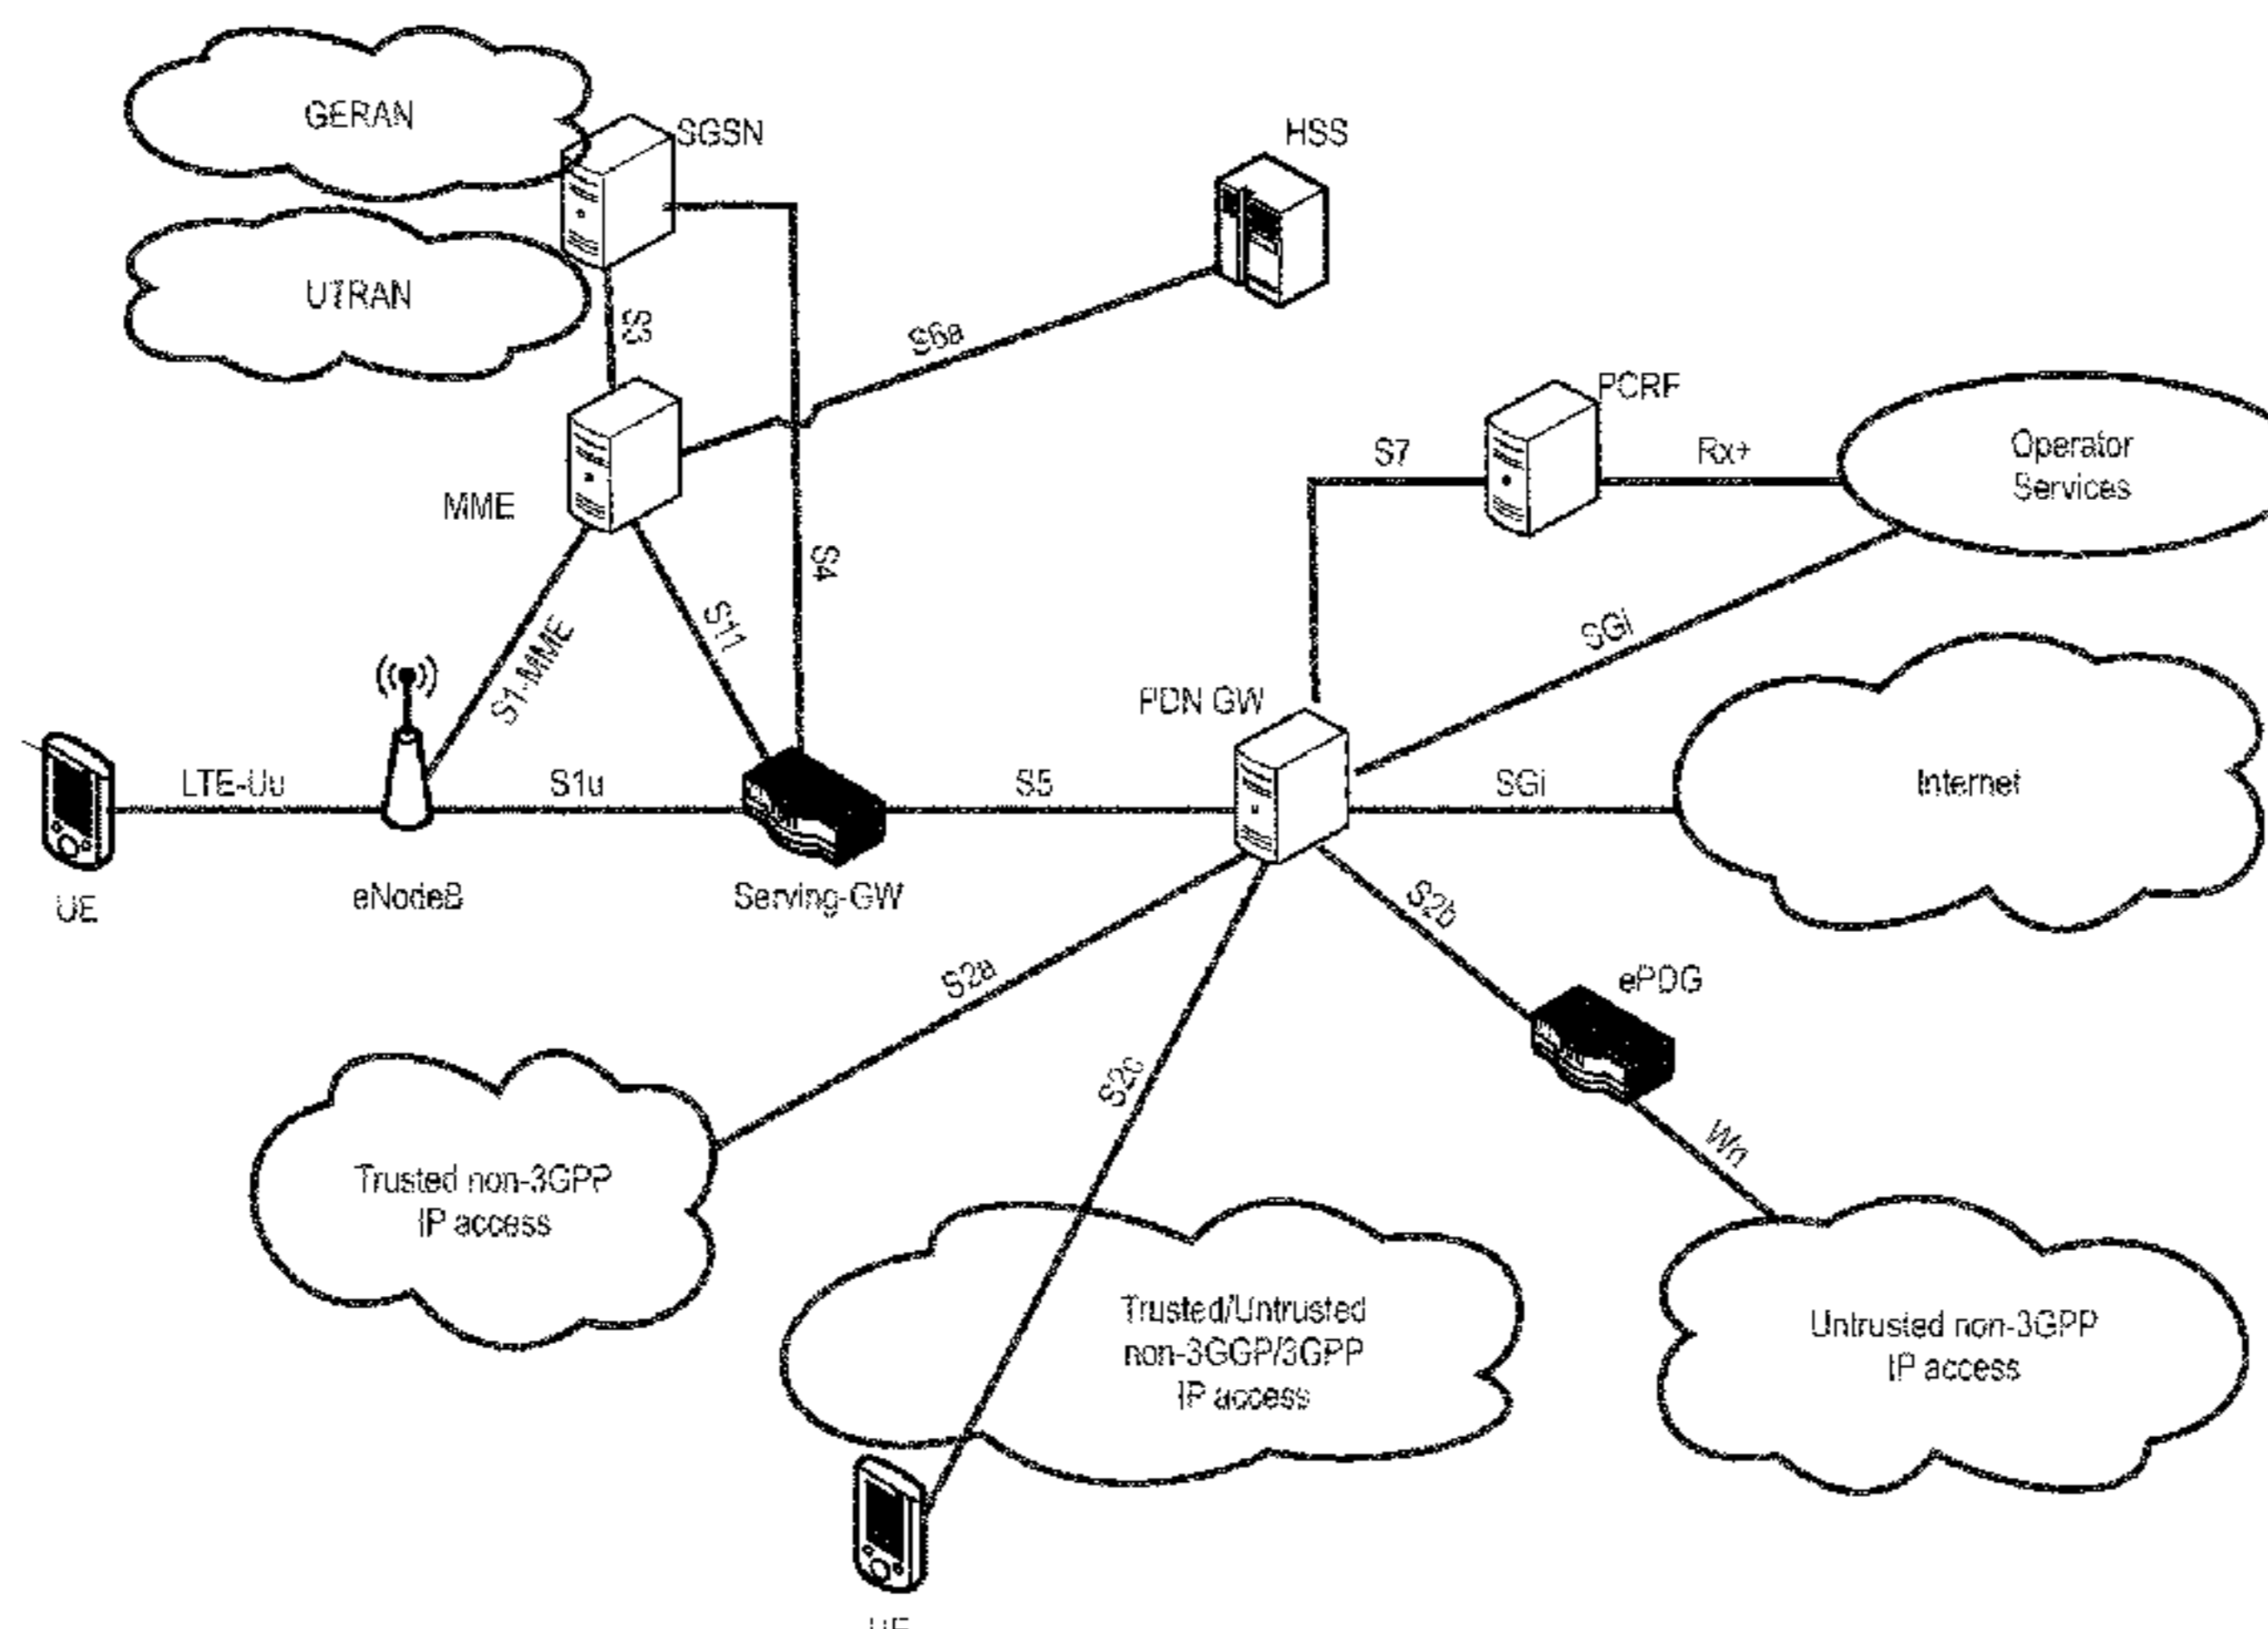 GERAN
SGSN
HSS
UTRAN
S3
S6a
PCRF
Operator
Services
S7
Rx+
MME
S4
S11
S1-MME
SGi
PDN GW
LTE-Uu
S1u
S5
SGi
Internet
UE
eNodeB
Serving-GW
S2b
S2a
ePDG
S2c
Wn
Trusted non-3GPP
IP access
Trusted/Untrusted
non-3GGP/3GPP
IP access
Untrusted non-3GPP
IP access
UE